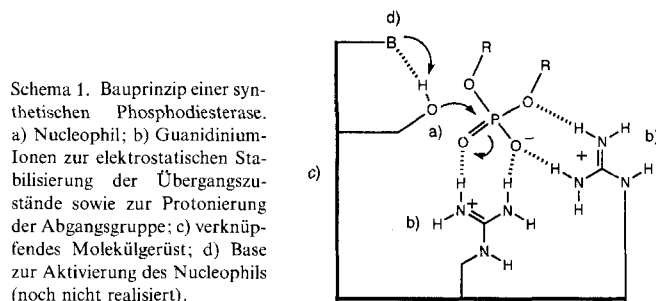 Schema 1. Bauprinzip einer syn-
thetischen Phosphodiesterase.
a) Nucleophil; b) Guanidinium-
Ionen zur elektrostatischen Sta-
bilisierung der Übergangszu-
stände sowie zur Protonierung
der Abgangsgruppe; c) verknüp-
fendes Molekülgerüst; d) Base
zur Aktivierung des Nucleophils
(noch nicht realisiert).
d)
B
R
R
H
O
O
O
P
a)
O
O
−
H
H
N
b)
c)
+
H
N
N
H
H
H
H
H
b)
N
+
N
H
H
N
H